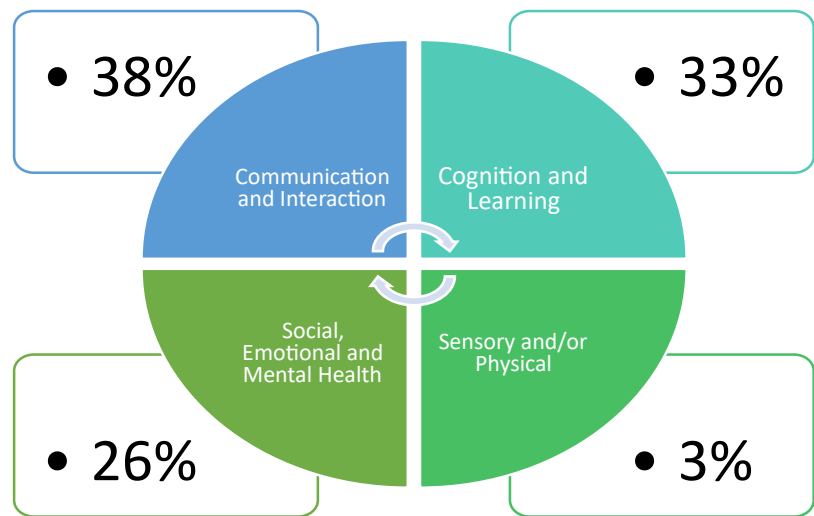 • 38%
• 33%
Communication
and Interaction
Cognition and
Learning
Social,
Emotional and
Mental Health
Sensory and/or
Physical
• 26%
• 3%